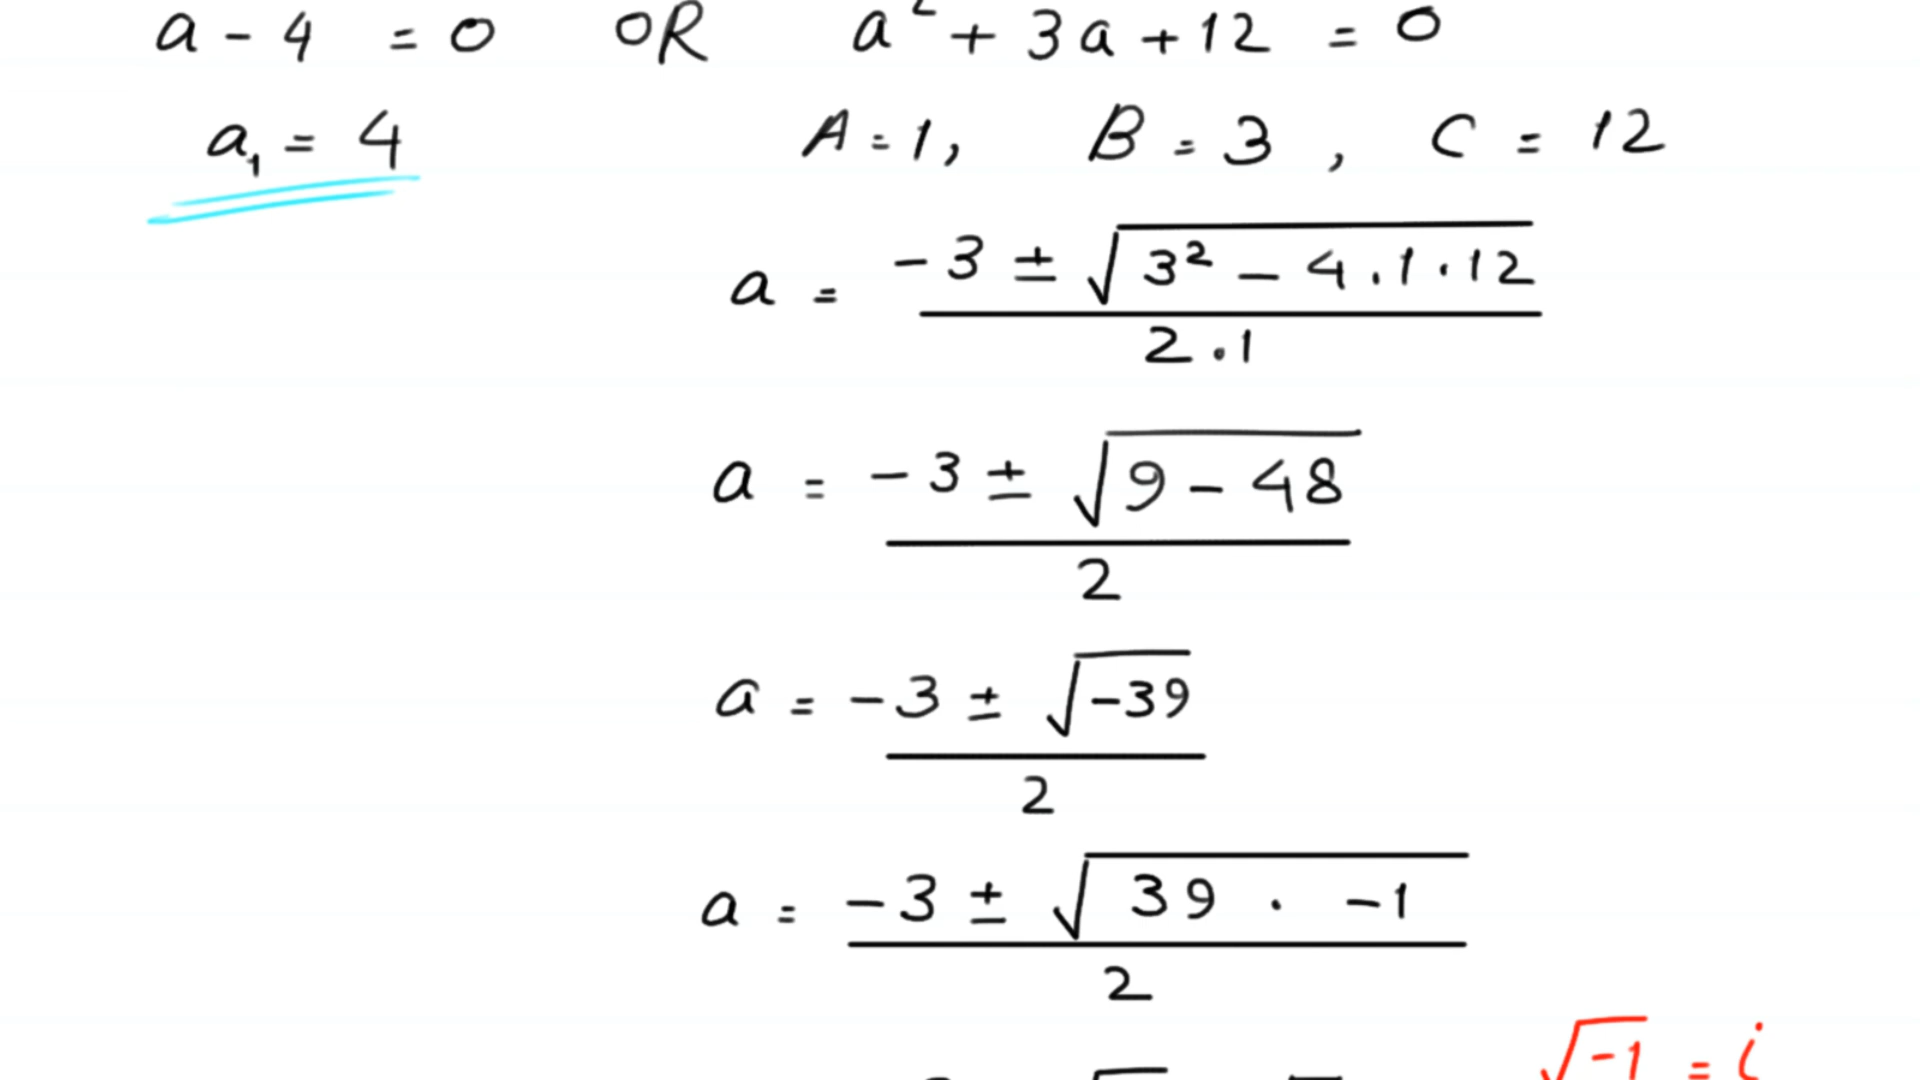 a - 4 = 0 OR a² + 3a + 12 = 0
a₁ = 4 A = 1, B = 3, C = 12
a = (-3 ± √(3² - 4 . 1 . 12)) / (2 . 1)
a = (-3 ± √(9 - 48)) / 2
a = (-3 ± √(-39)) / 2
a = (-3 ± √(39 . -1)) / 2
√-1 = i